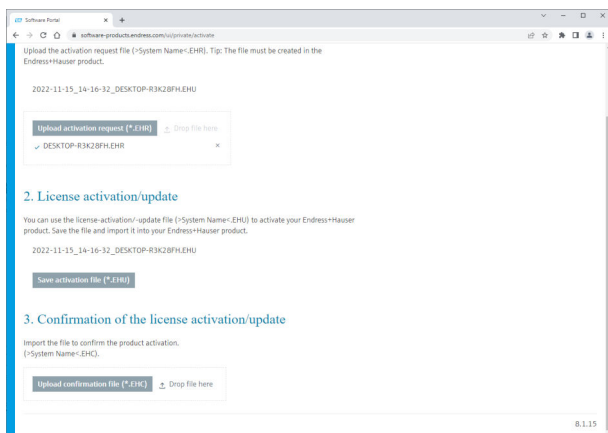 Software Portal
software-products.endress.com/ui/private/activate
Upload the activation request file (>System Name<.EHR). Tip: The file must be created in the
Endress+Hauser product.
2022-11-15_14-16-32_DESKTOP-R3K28FH.EHU
Upload activation request (*.EHR) Drop file here
DESKTOP-R3K28FH.EHR
2. License activation/update
You can use the license-activation/-update file (>System Name<.EHU) to activate your Endress+Hauser
product. Save the file and import it into your Endress+Hauser product.
2022-11-15_14-16-32_DESKTOP-R3K28FH.EHU
Save activation file (*.EHU)
3. Confirmation of the license activation/update
Import the file to confirm the product activation.
(>System Name<.EHC).
Upload confirmation file (*.EHC) Drop file here
8.1.15